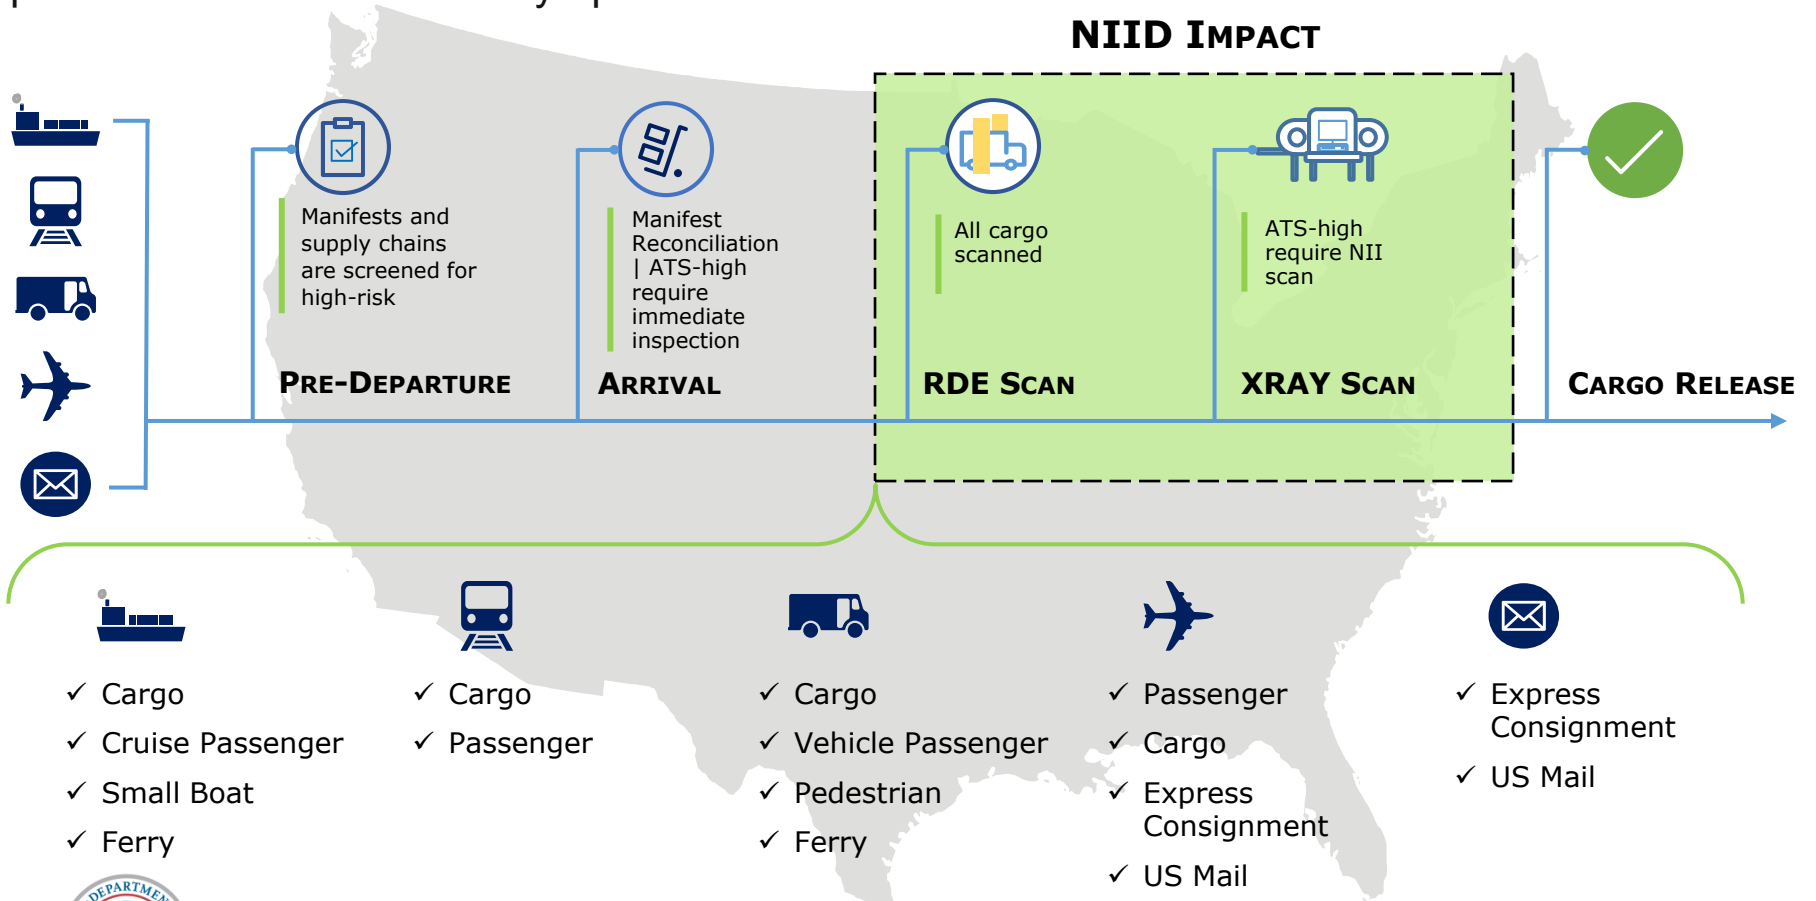 NIID IMPACT
Manifests and
supply chains
are screened for
high-risk
Manifest
Reconciliation
| ATS-high
require
immediate
inspection
All cargo
scanned
ATS-high
require NII
scan
PRE-DEPARTURE
ARRIVAL
RDE SCAN
XRAY SCAN
CARGO RELEASE
✓ Cargo
✓ Cruise Passenger
✓ Small Boat
✓ Ferry
✓ Cargo
✓ Passenger
✓ Cargo
✓ Vehicle Passenger
✓ Pedestrian
✓ Ferry
✓ Passenger
✓ Cargo
✓ Express
Consignment
✓ US Mail
✓ Express
Consignment
✓ US Mail